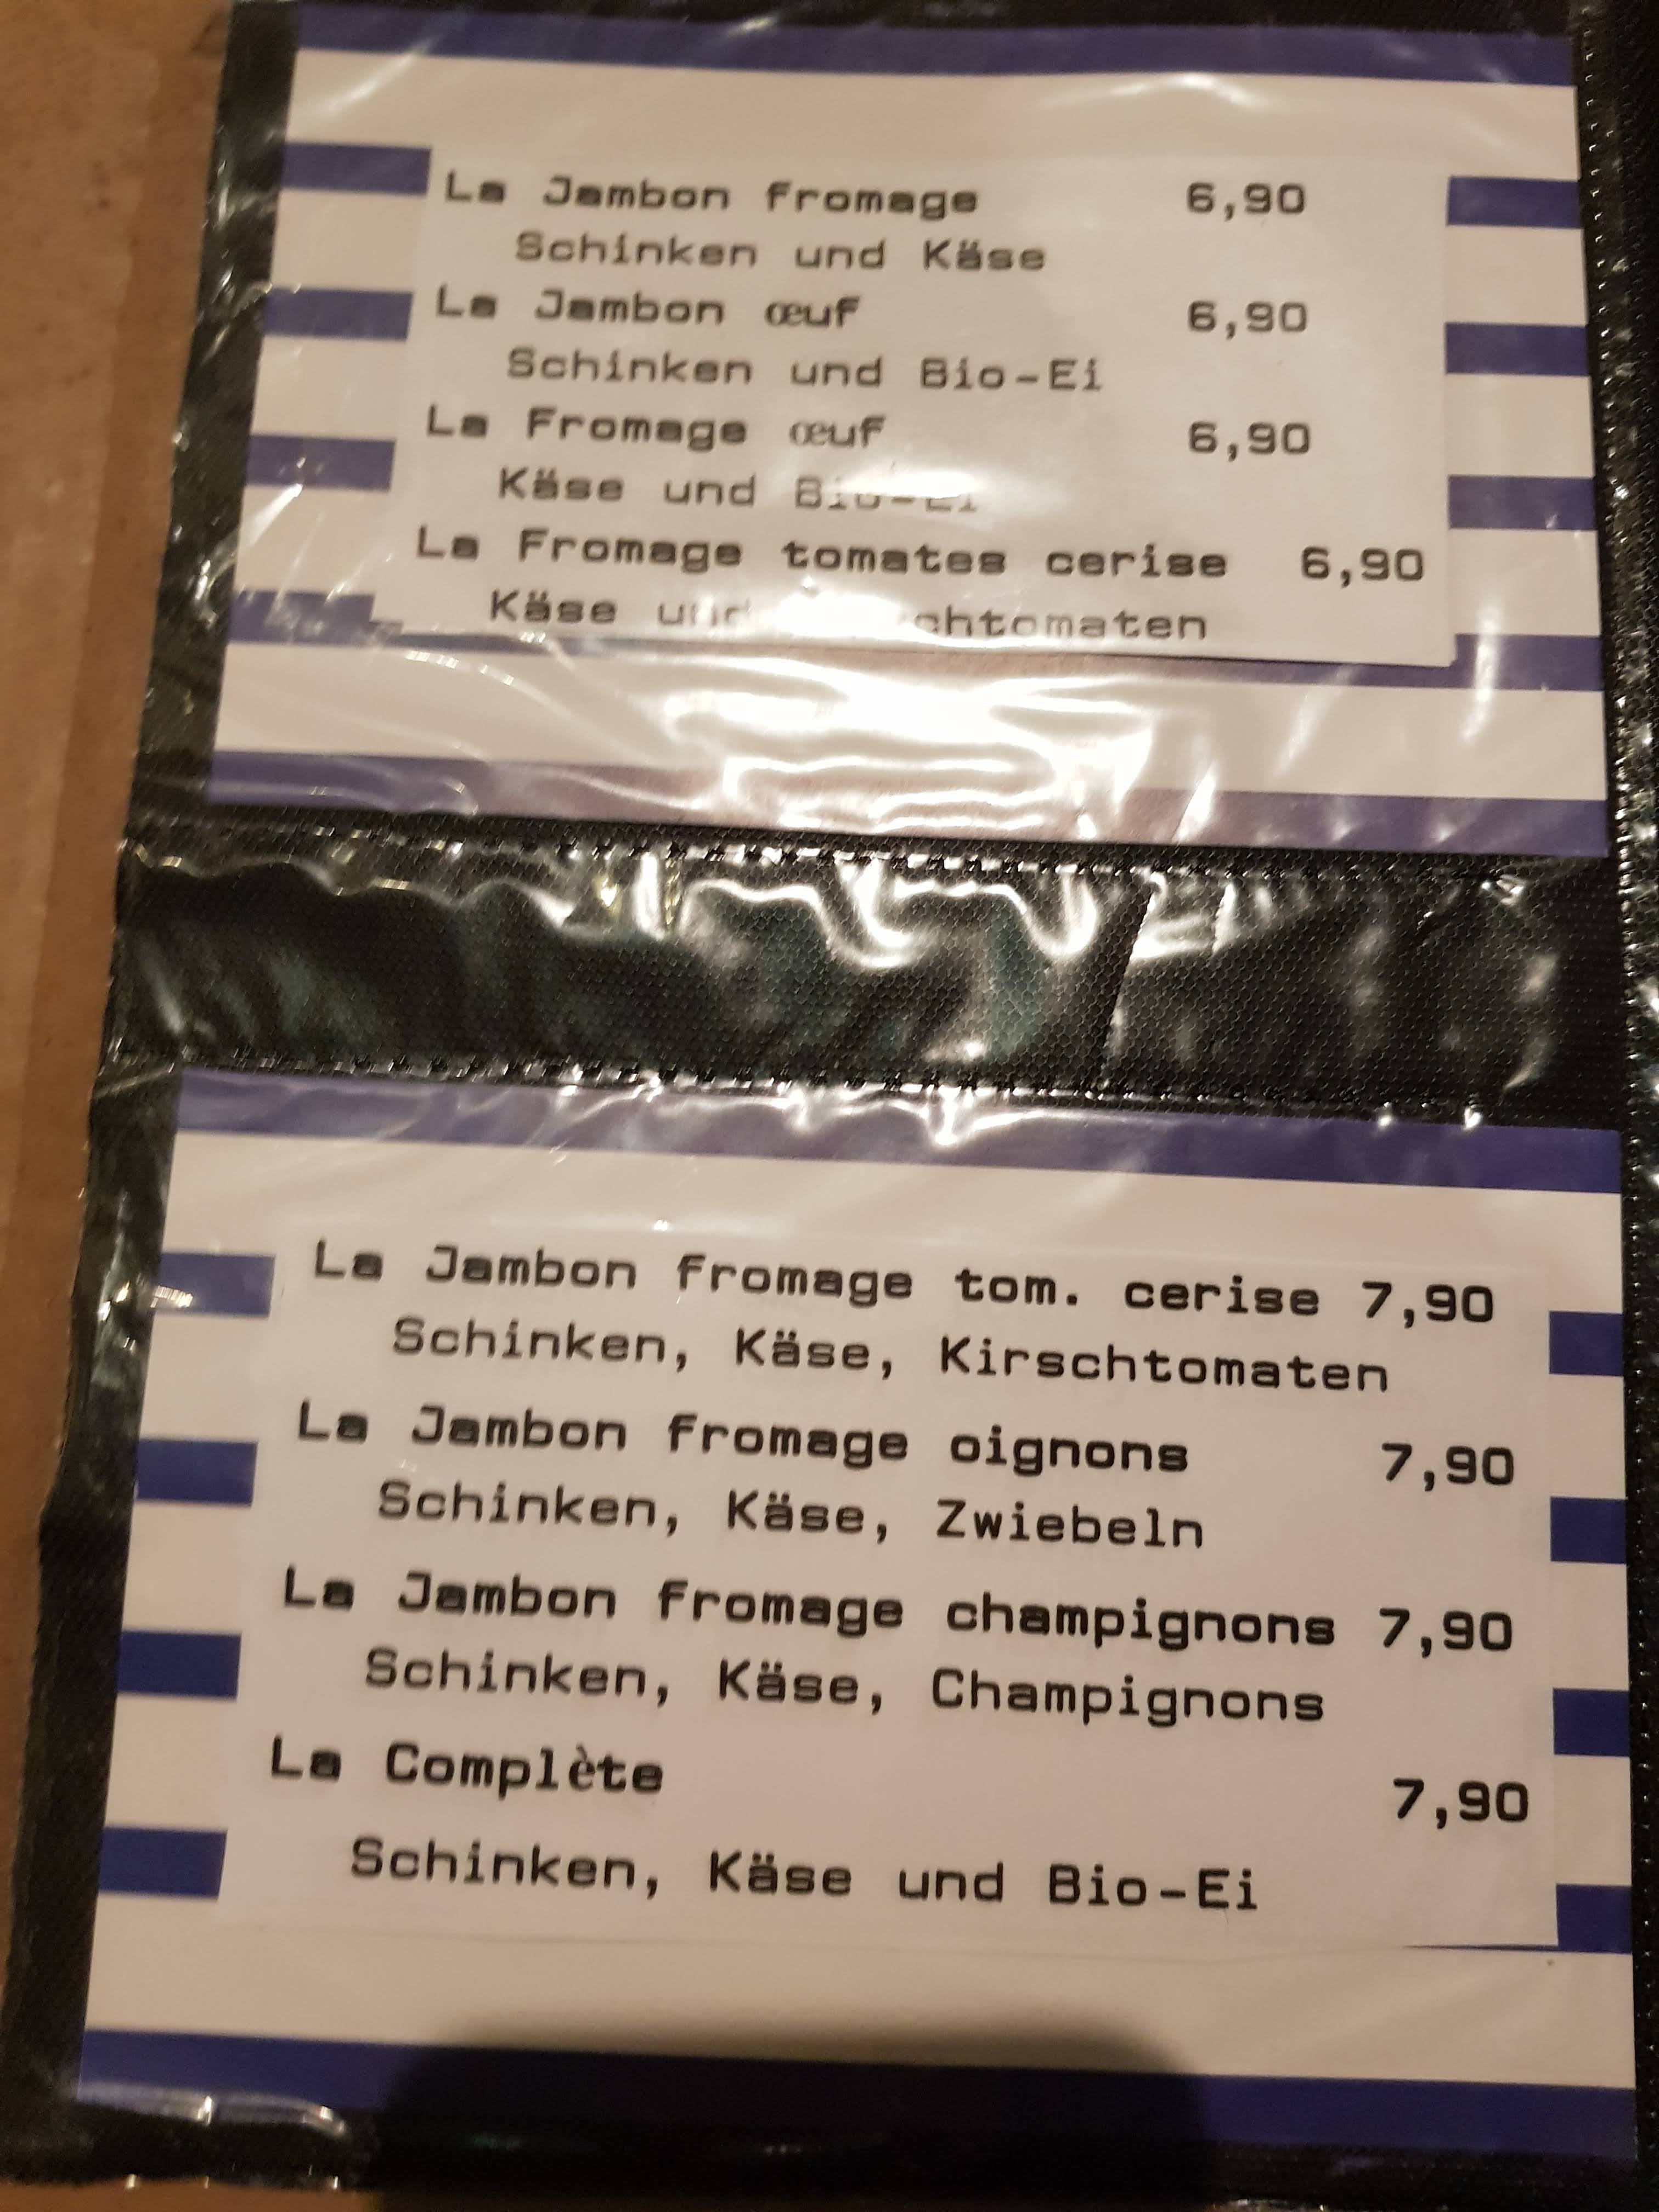 La Jambon fromage 6,90
Schinken und Käse
La Jambon œuf 6,90
Schinken und Bio-Ei
La Fromage œuf 6,90
Käse und Bio-Ei
La Fromage tomates cerise 6,90
Käse und
La Jambon fromage tom. cerise 7,90
Schinken, Käse, Kirschtomaten
La Jambon fromage oignons 7,90
Schinken, Käse, Zwiebeln
La Jambon fromage champignons 7,90
Schinken, Käse, Champignons
La Complète 7,90
Schinken, Käse und Bio-Ei